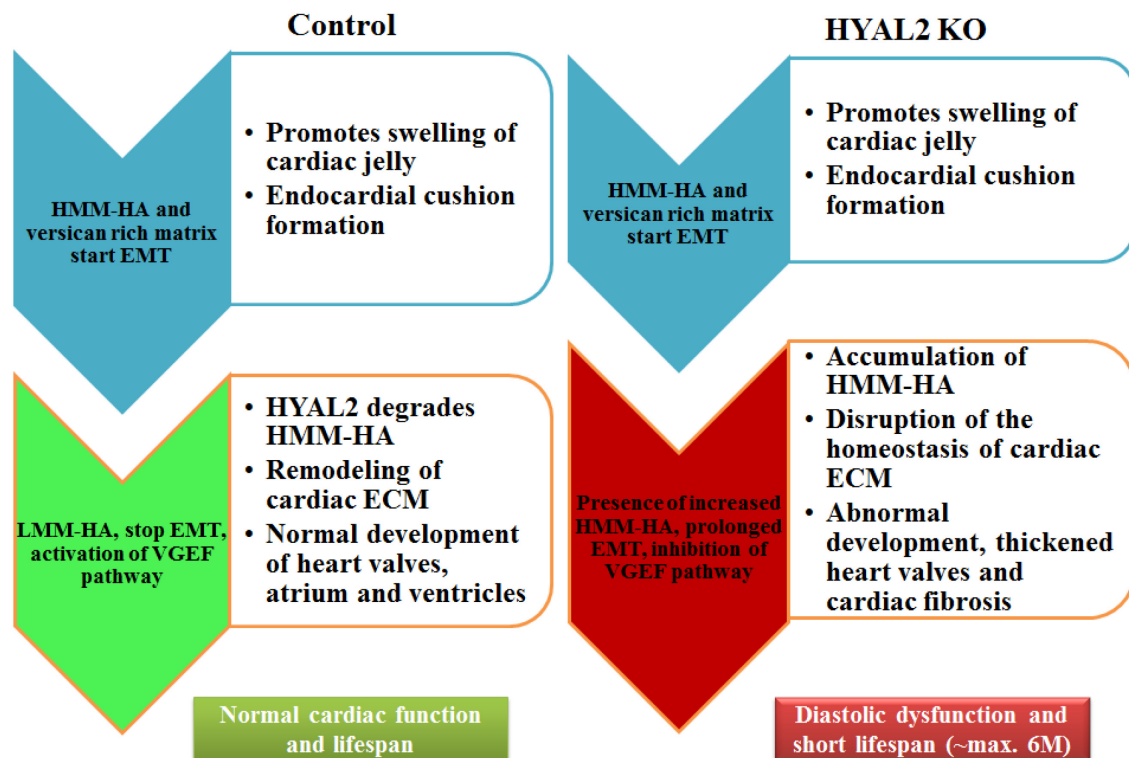 Control
HMM-HA and
versican rich matrix
start EMT
• Promotes swelling of
cardiac jelly
• Endocardial cushion
formation
LMM-HA, stop EMT,
activation of VGEF
pathway
• HYAL2 degrades
HMM-HA
• Remodeling of
cardiac ECM
• Normal development
of heart valves,
atrium and ventricles
Normal cardiac function
and lifespan
HYAL2 KO
HMM-HA and
versican rich matrix
start EMT
• Promotes swelling of
cardiac jelly
• Endocardial cushion
formation
Presence of increased
HMM-HA, prolonged
EMT, inhibition of
VGEF pathway
• Accumulation of
HMM-HA
• Disruption of the
homeostasis of cardiac
ECM
• Abnormal
development, thickened
heart valves and
cardiac fibrosis
Diastolic dysfunction and
short lifespan (~max. 6M)